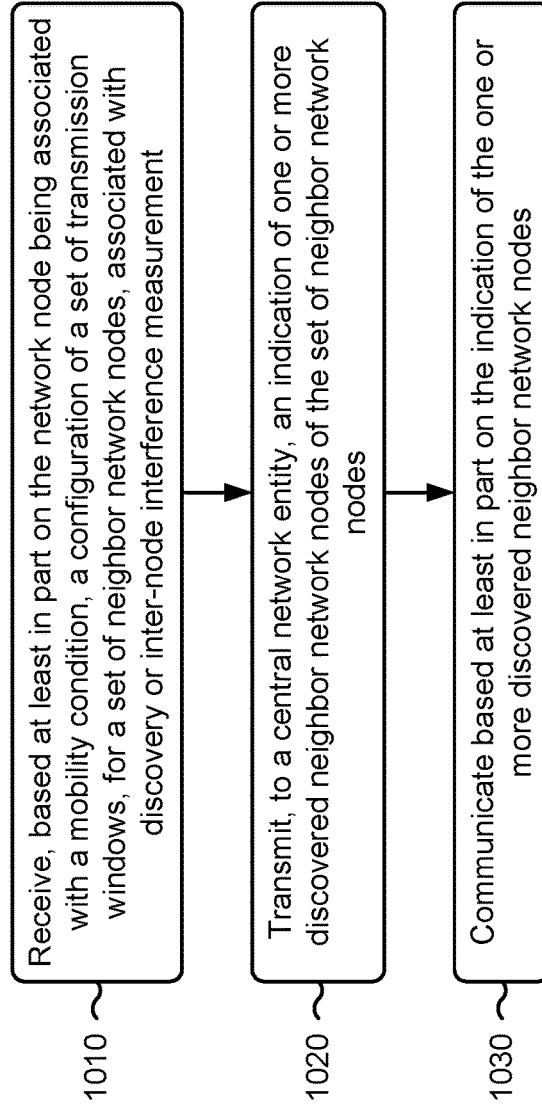 1010
Receive, based at least in part on the network node being associated
with a mobility condition, a configuration of a set of transmission
windows, for a set of neighbor network nodes, associated with
discovery or inter-node interference measurement
1020
Transmit, to a central network entity, an indication of one or more
discovered neighbor network nodes of the set of neighbor network
nodes
1030
Communicate based at least in part on the indication of the one or
more discovered neighbor network nodes